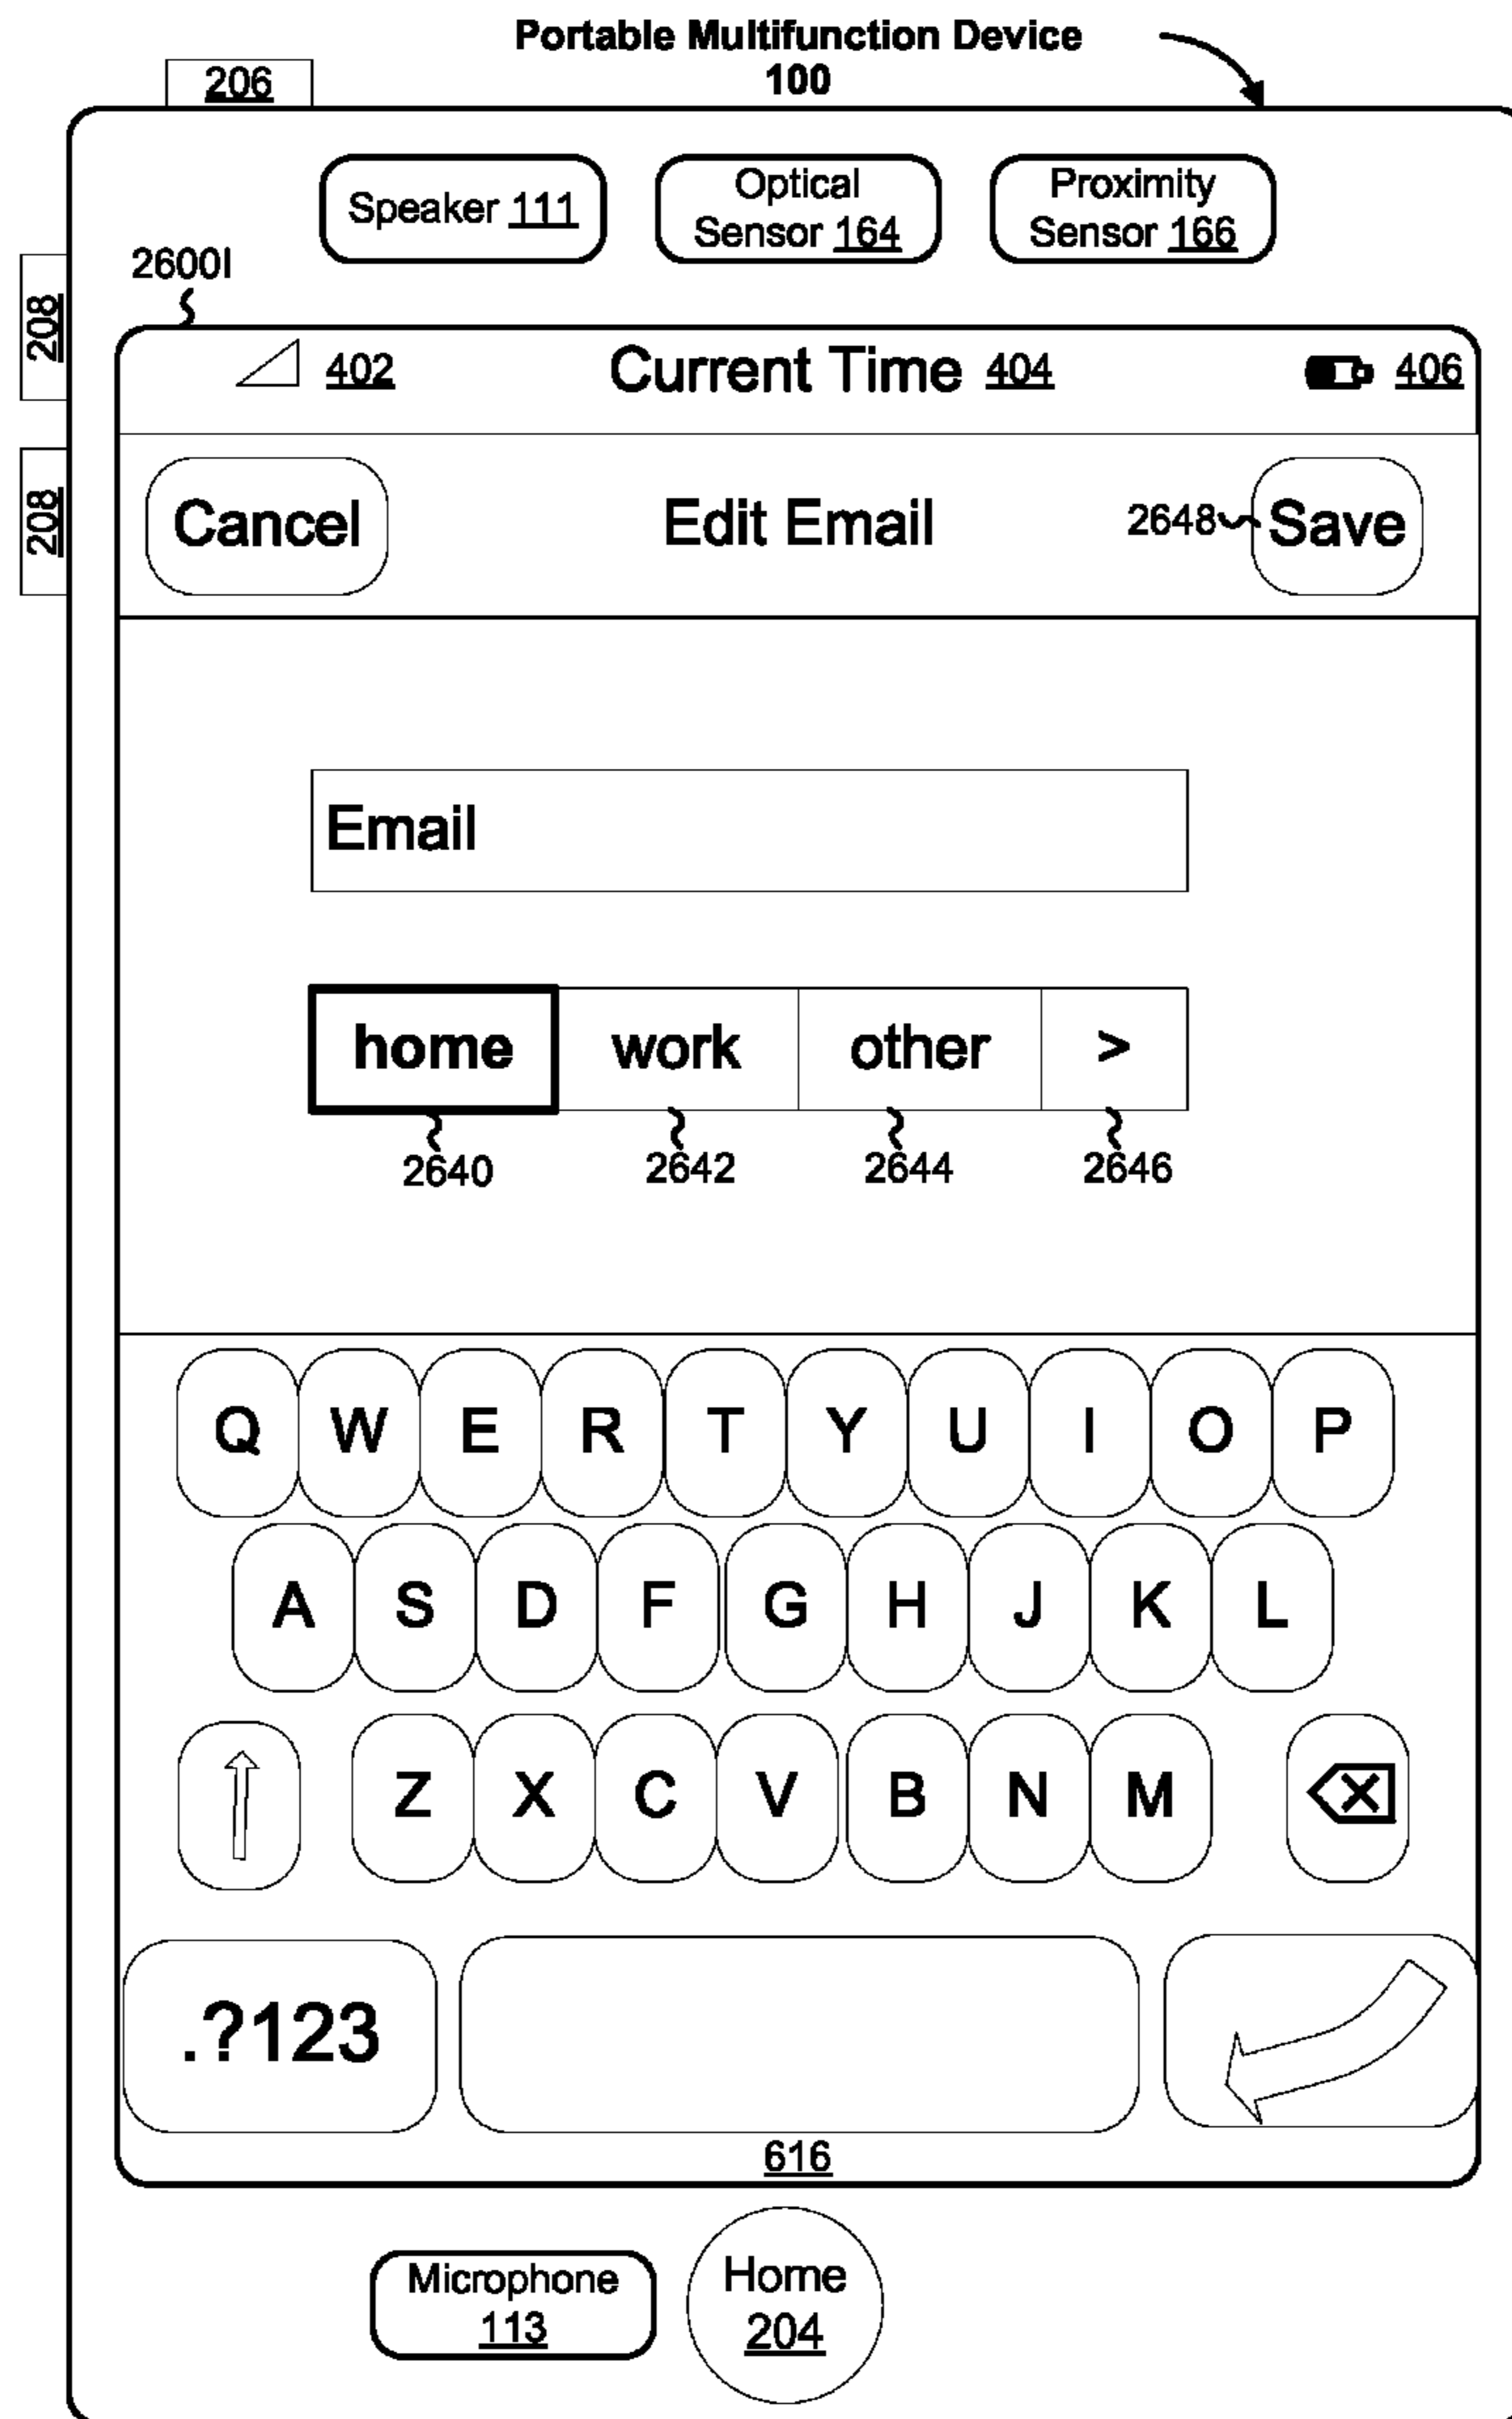 Portable Multifunction Device
100
206
Speaker 111
Optical
Sensor 164
Proximity
Sensor 166
2600I
208
208
402
Current Time 404
406
Cancel
Edit Email
2648
Save
Email
home work other >
2640 2642 2644 2646
Q W E R T Y U I O P
A S D F G H J K L
Z X C V B N M
.?123
616
Microphone
113
Home
204